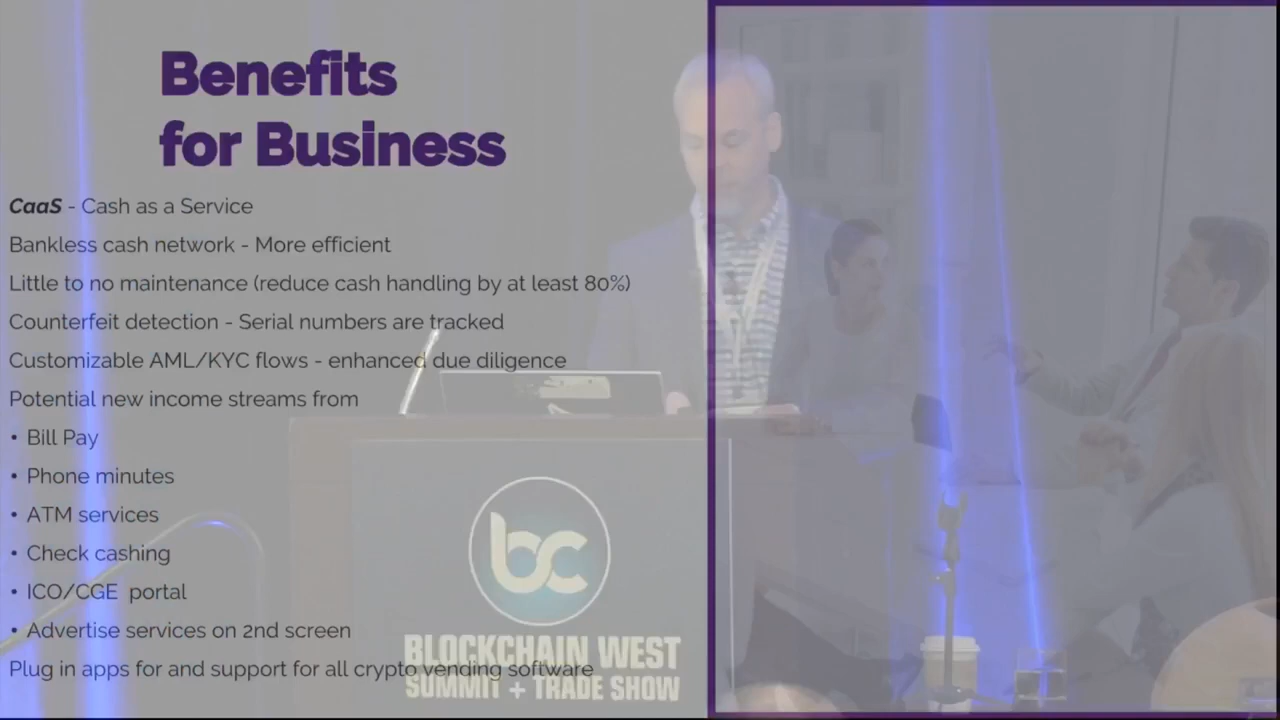 Benefits
for Business
CaaS - Cash as a Service
Bankless cash network - More efficient
Little to no maintenance (reduce cash handling by at least 80%)
Counterfeit detection - Serial numbers are tracked
Customizable AML/KYC flows - enhanced due diligence
Potential new income streams from
• Bill Pay
• Phone minutes
• ATM services
• Check cashing
• ICO/CGE portal
• Advertise services on 2nd screen
Plug in apps for and support for all crypto vending software
bc
BLOCKCHAIN WEST
SUMMIT + TRADE SHOW